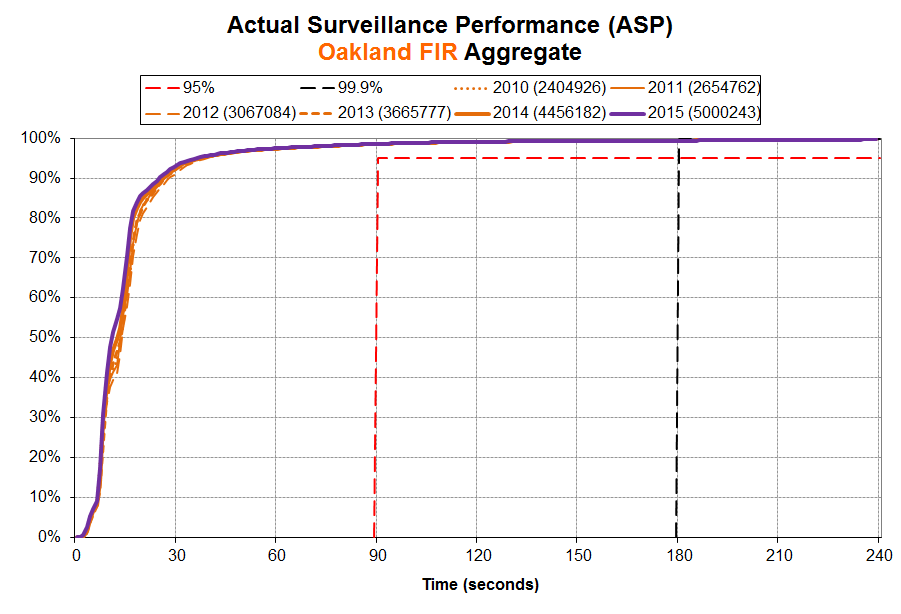 Actual Surveillance Performance (ASP)
Oakland FIR Aggregate
95% 99.9% 2010 (2404926) 2011 (2654762)
2012 (3067084) 2013 (3665777) 2014 (4456182) 2015 (5000243)
100%
90%
80%
70%
60%
50%
40%
30%
20%
10%
0%
0 30 60 90 120 150 180 210 240
Time (seconds)